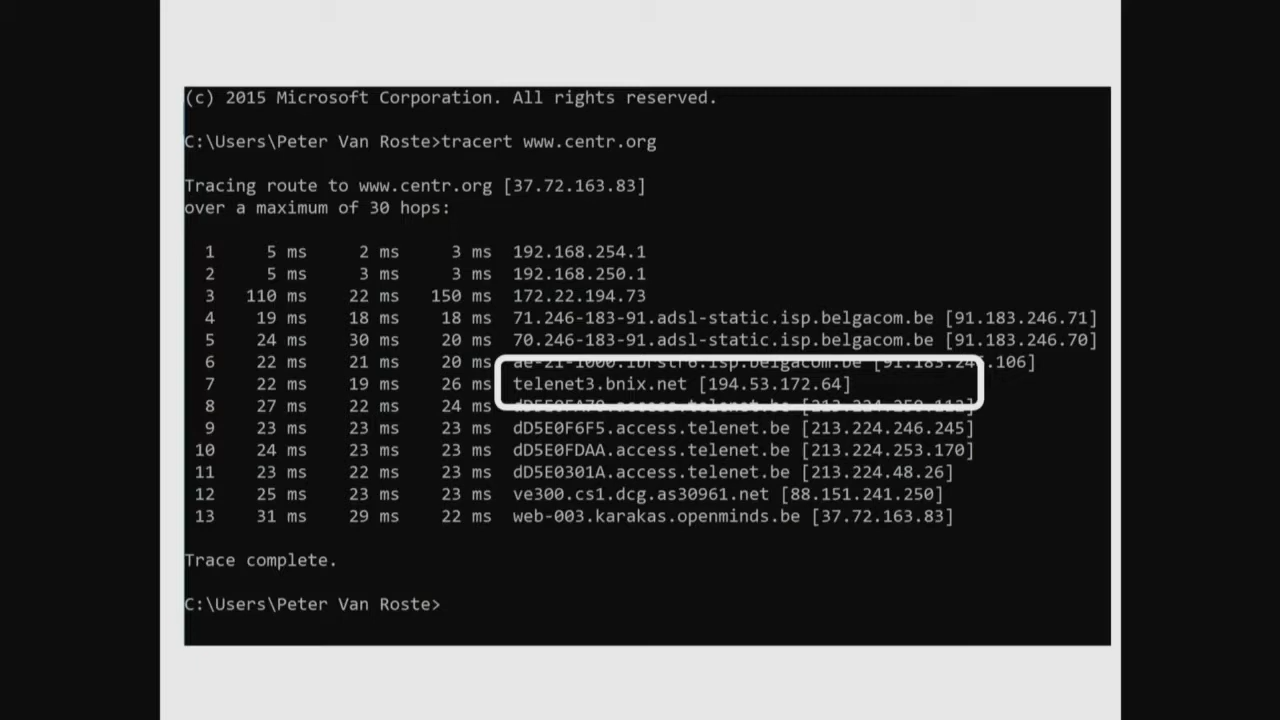 (c) 2015 Microsoft Corporation. All rights reserved.
C:\Users\Peter Van Roste>tracert www.centr.org
Tracing route to www.centr.org [37.72.163.83]
over a maximum of 30 hops:
1 5 ms 2 ms 3 ms 192.168.254.1
2 5 ms 3 ms 3 ms 192.168.250.1
3 110 ms 22 ms 150 ms 172.22.194.73
4 19 ms 18 ms 18 ms 71.246-183-91.adsl-static.isp.belgacom.be [91.183.246.71]
5 24 ms 30 ms 20 ms 70.246-183-91.adsl-static.isp.belgacom.be [91.183.246.70]
6 22 ms 21 ms 20 ms
7 22 ms 19 ms 26 ms telenet3.bnix.net [194.53.172.64]
8 27 ms 22 ms 24 ms
9 23 ms 23 ms 23 ms dD5E0F6F5.access.telenet.be [213.224.246.245]
10 24 ms 23 ms 23 ms dD5E0FDAA.access.telenet.be [213.224.253.170]
11 23 ms 22 ms 23 ms dD5E0301A.access.telenet.be [213.224.48.26]
12 25 ms 23 ms 23 ms ve300.cs1.dcg.as30961.net [88.151.241.250]
13 31 ms 29 ms 22 ms web-003.karakas.openminds.be [37.72.163.83]
Trace complete.
C:\Users\Peter Van Roste>